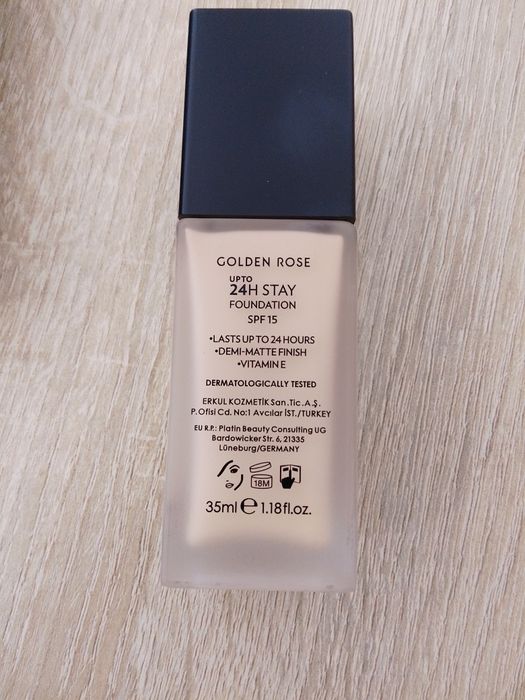 GOLDEN ROSE
UP TO
24H STAY
FOUNDATION
SPF 15
•LASTS UP TO 24 HOURS
•DEMI-MATTE FINISH
•VITAMIN E
DERMATOLOGICALLY TESTED
ERKUL KOZMETİK San.Tic.A.Ş.
P.Ofisi Cd. No:1 Avcılar İST./TURKEY
EU R.P.: Platin Beauty Consulting UG
Bardowicker Str. 6, 21335
Lüneburg/GERMANY
18M
35ml e 1.18fl.oz.